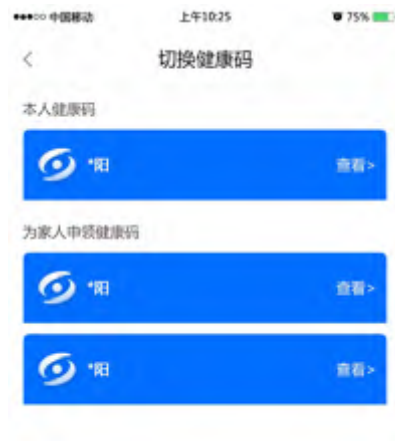 中国移动 上午10:25 75%
< 切换健康码
本人健康码
*阳 查看>
为家人申领健康码
*阳 查看>
*阳 查看>